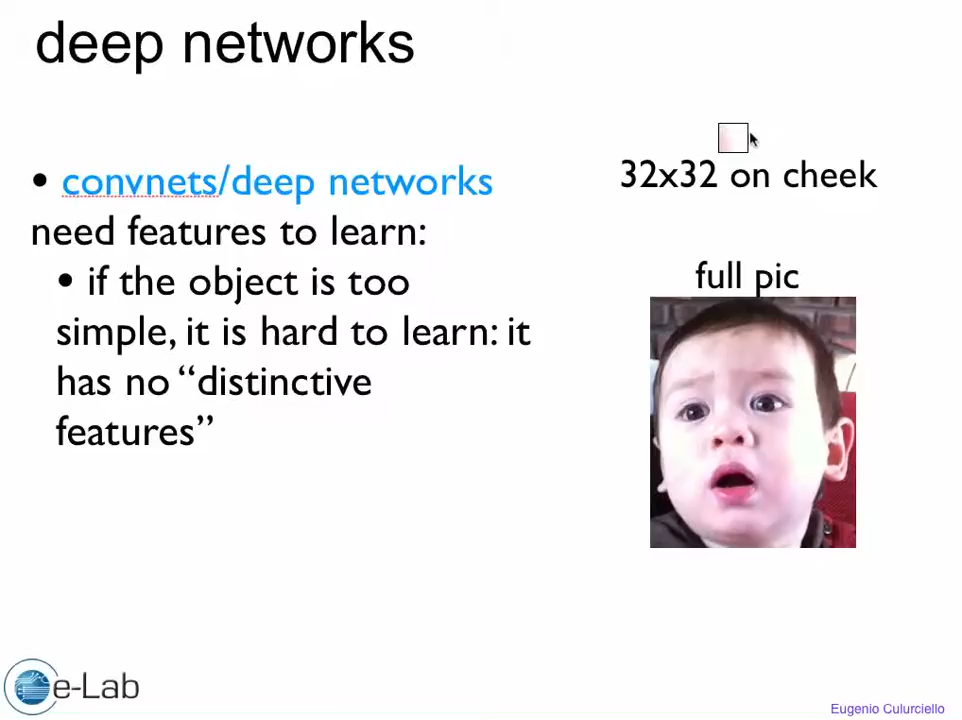 deep networks
• convnets/deep networks
need features to learn:
• if the object is too
simple, it is hard to learn: it
has no “distinctive
features”
32x32 on cheek
full pic
e-Lab
Eugenio Culurciello